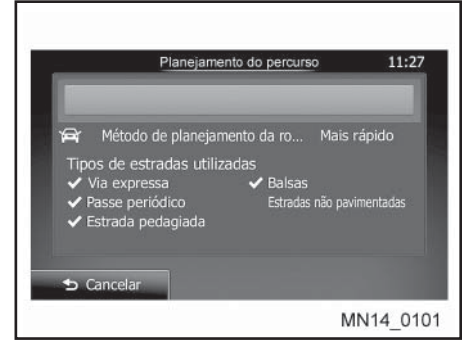 Planejamento do percurso 11:27
Método de planejamento da ro... Mais rápido
Tipos de estradas utilizadas
✓ Via expressa ✓ Balsas
✓ Passe periódico Estradas não pavimentadas
✓ Estrada pedagiada
Cancelar
MN14_0101